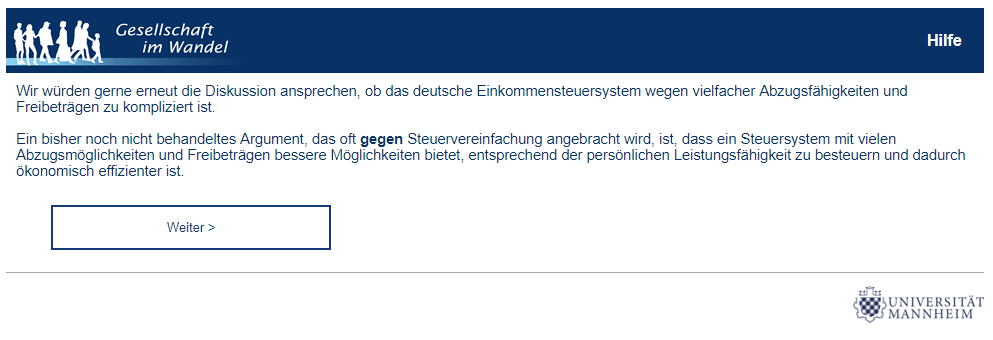 Gesellschaft
im Wandel
Hilfe
Wir würden gerne erneut die Diskussion ansprechen, ob das deutsche Einkommensteuersystem wegen vielfacher Abzugsfähigkeiten und
Freibeträgen zu kompliziert ist.
Ein bisher noch nicht behandeltes Argument, das oft gegen Steuervereinfachung angebracht wird, ist, dass ein Steuersystem mit vielen
Abzugsmöglichkeiten und Freibeträgen bessere Möglichkeiten bietet, entsprechend der persönlichen Leistungsfähigkeit zu besteuern und dadurch
ökonomisch effizienter ist.
Weiter >
UNIVERSITÄT
MANNHEIM